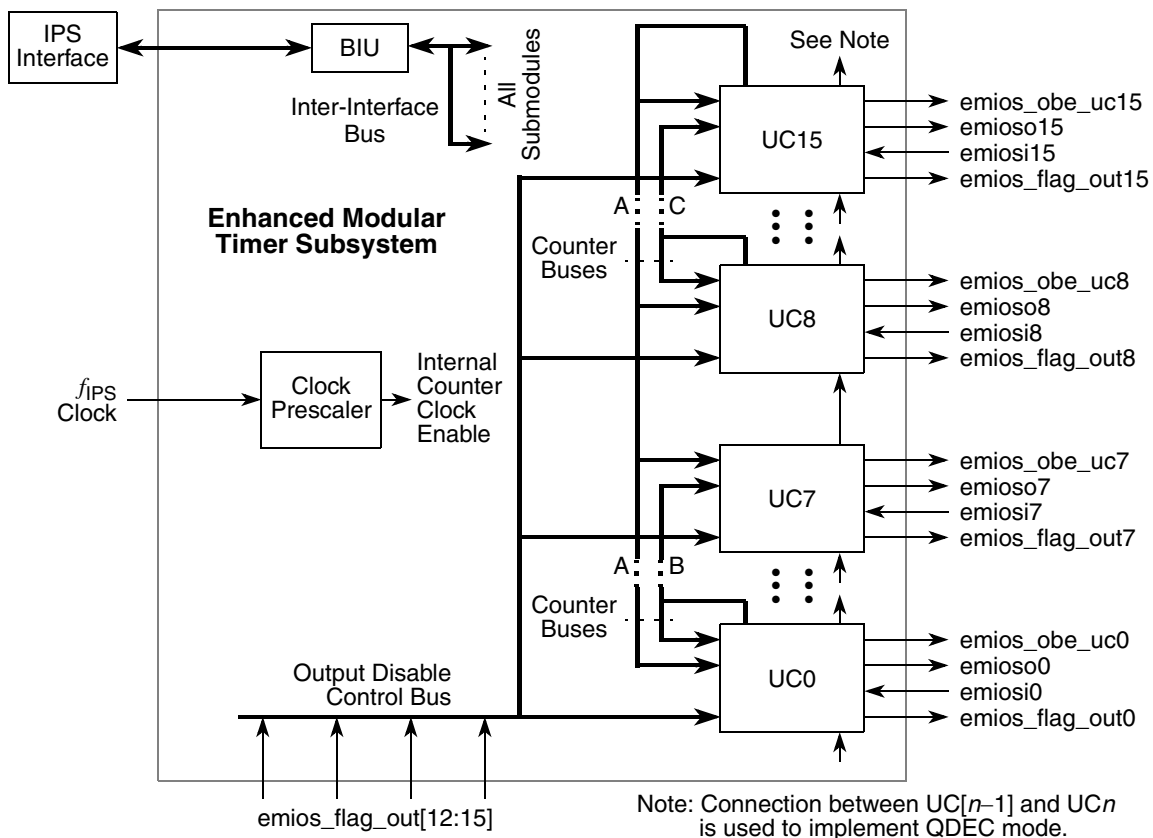 IPS
Interface
BIU
Inter-Interface
Bus
All
Submodules
See Note
UC15
emios_obe_uc15
emioso15
emiosi15
emios_flag_out15
Enhanced Modular
Timer Subsystem
A
C
Counter
Buses
UC8
emios_obe_uc8
emioso8
emiosi8
emios_flag_out8
fIPS
Clock
Clock
Prescaler
Internal
Counter
Clock
Enable
UC7
emios_obe_uc7
emioso7
emiosi7
emios_flag_out7
A
B
Counter
Buses
UC0
emios_obe_uc0
emioso0
emiosi0
emios_flag_out0
Output Disable
Control Bus
emios_flag_out[12:15]
Note: Connection between UC[n–1] and UCn
is used to implement QDEC mode.